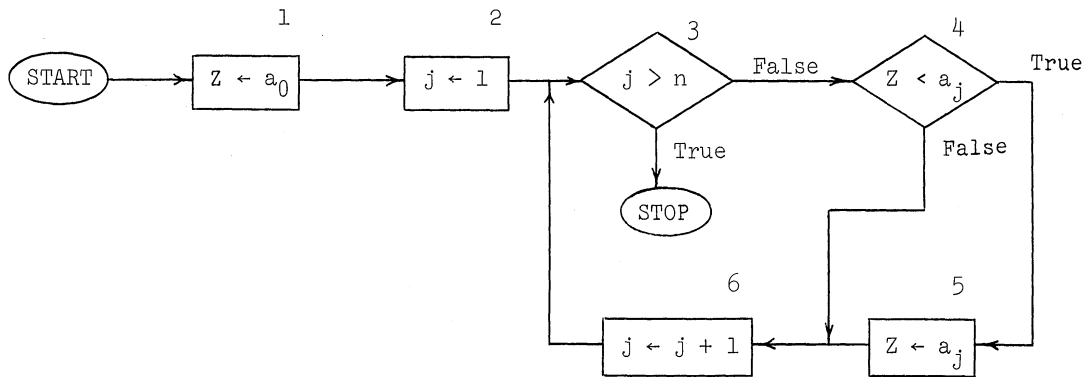 1
2
3
4
START
Z ← a₀
j ← 1
j > n
False
Z < aⱼ
True
True
False
STOP
6
5
j ← j + 1
Z ← aⱼ